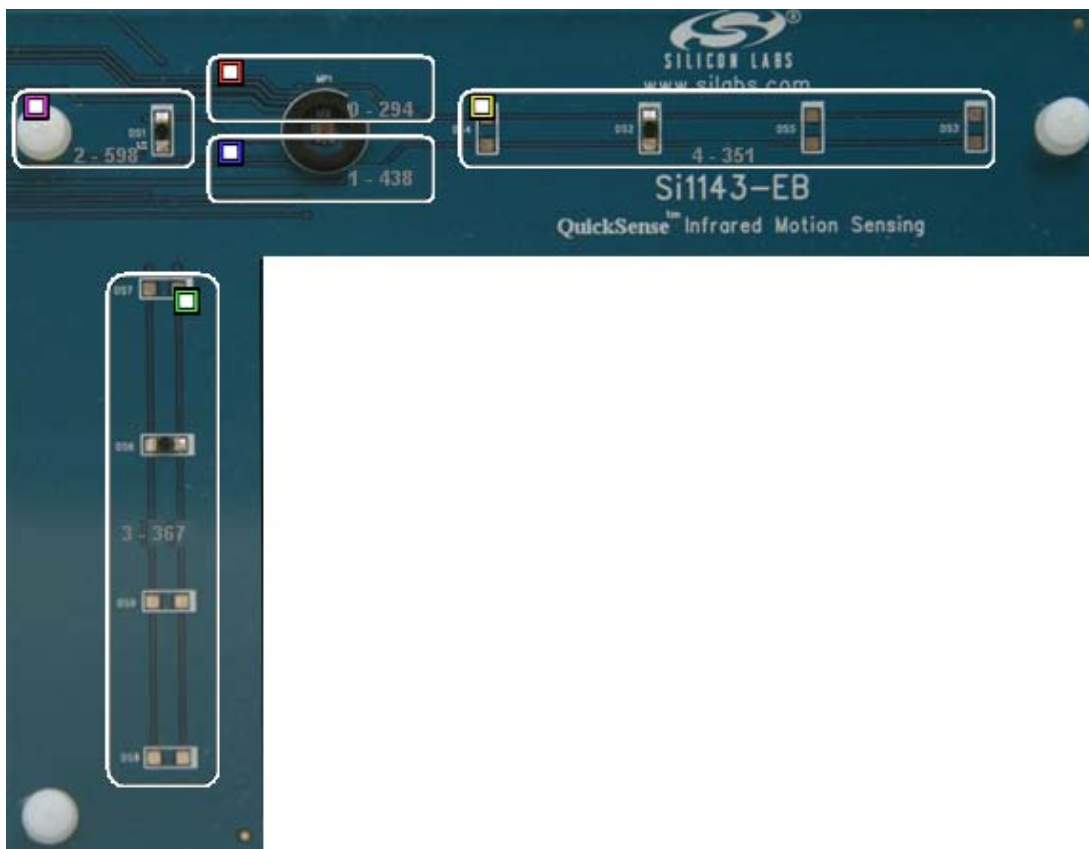 ®
SILICON LABS
www.silabs.com
MP1
0 - 294
DS1
2 - 598
1 - 438
DS4
DS2
DS5
DS3
4 - 351
Si1143-EB
QuickSense™ Infrared Motion Sensing
DS7
DS6
3 - 367
DS9
DS8